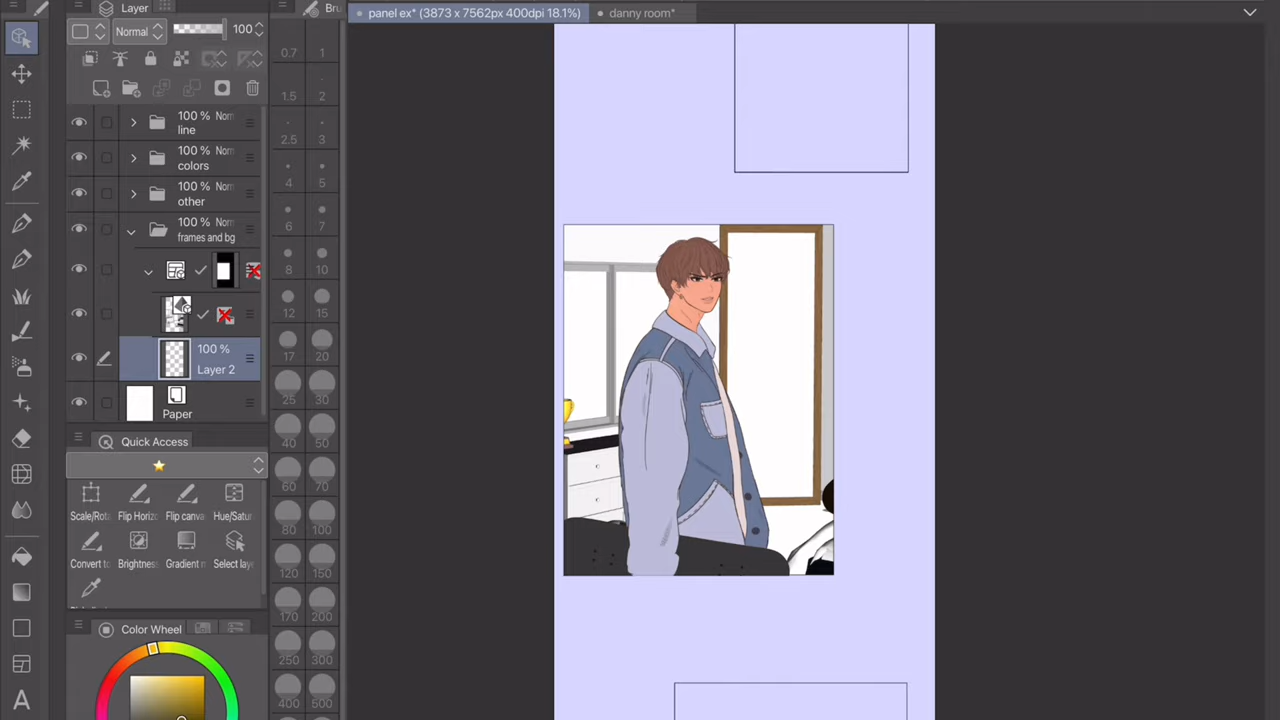 Layer
Bru
panel ex* (3873 x 7562px 400dpi 18.1%)
danny room*
Normal
100
100 % Norm
line
100 % Norm
colors
100 % Norm
other
100 % Norm
frames and bg
100 %
Layer 2
Paper
0.7 1
1.5 2
2.5 3
4 5
6 7
8 10
12 15
17 20
25 30
40 50
60 70
80 100
120 150
170 200
250 300
400 500
Quick Access
Scale/Rota
Flip Horizo
Flip canva
Hue/Satur
Convert to
Brightness
Gradient m
Select laye
Color Wheel
A